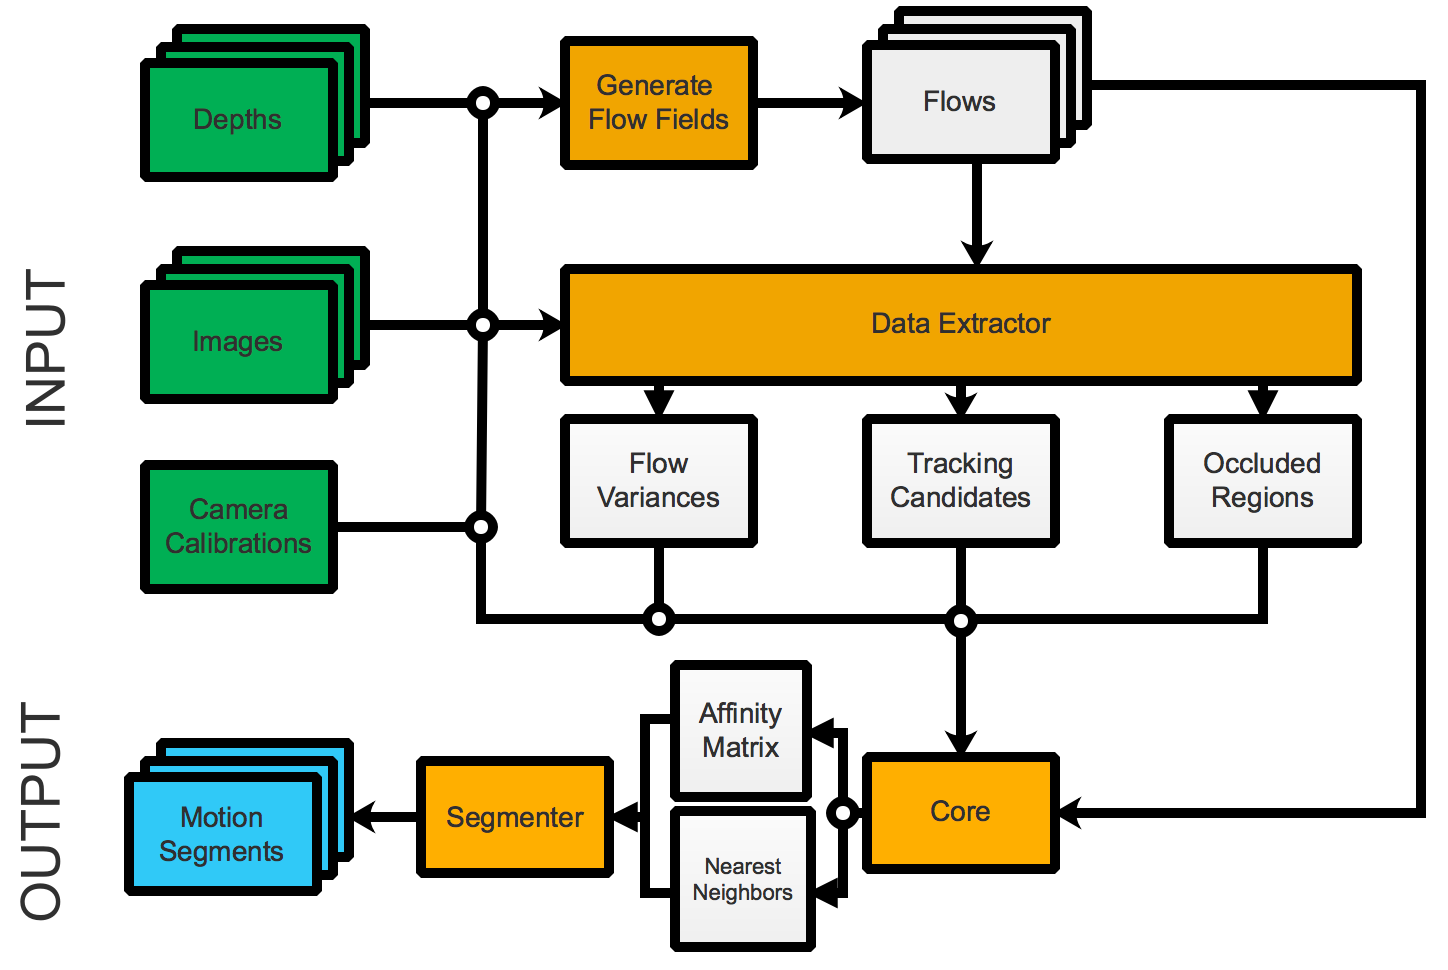 INPUT
Depths
Generate
Flow Fields
Flows
Images
Data Extractor
Camera
Calibrations
Flow
Variances
Tracking
Candidates
Occluded
Regions
OUTPUT
Motion
Segments
Segmenter
Affinity
Matrix
Nearest
Neighbors
Core